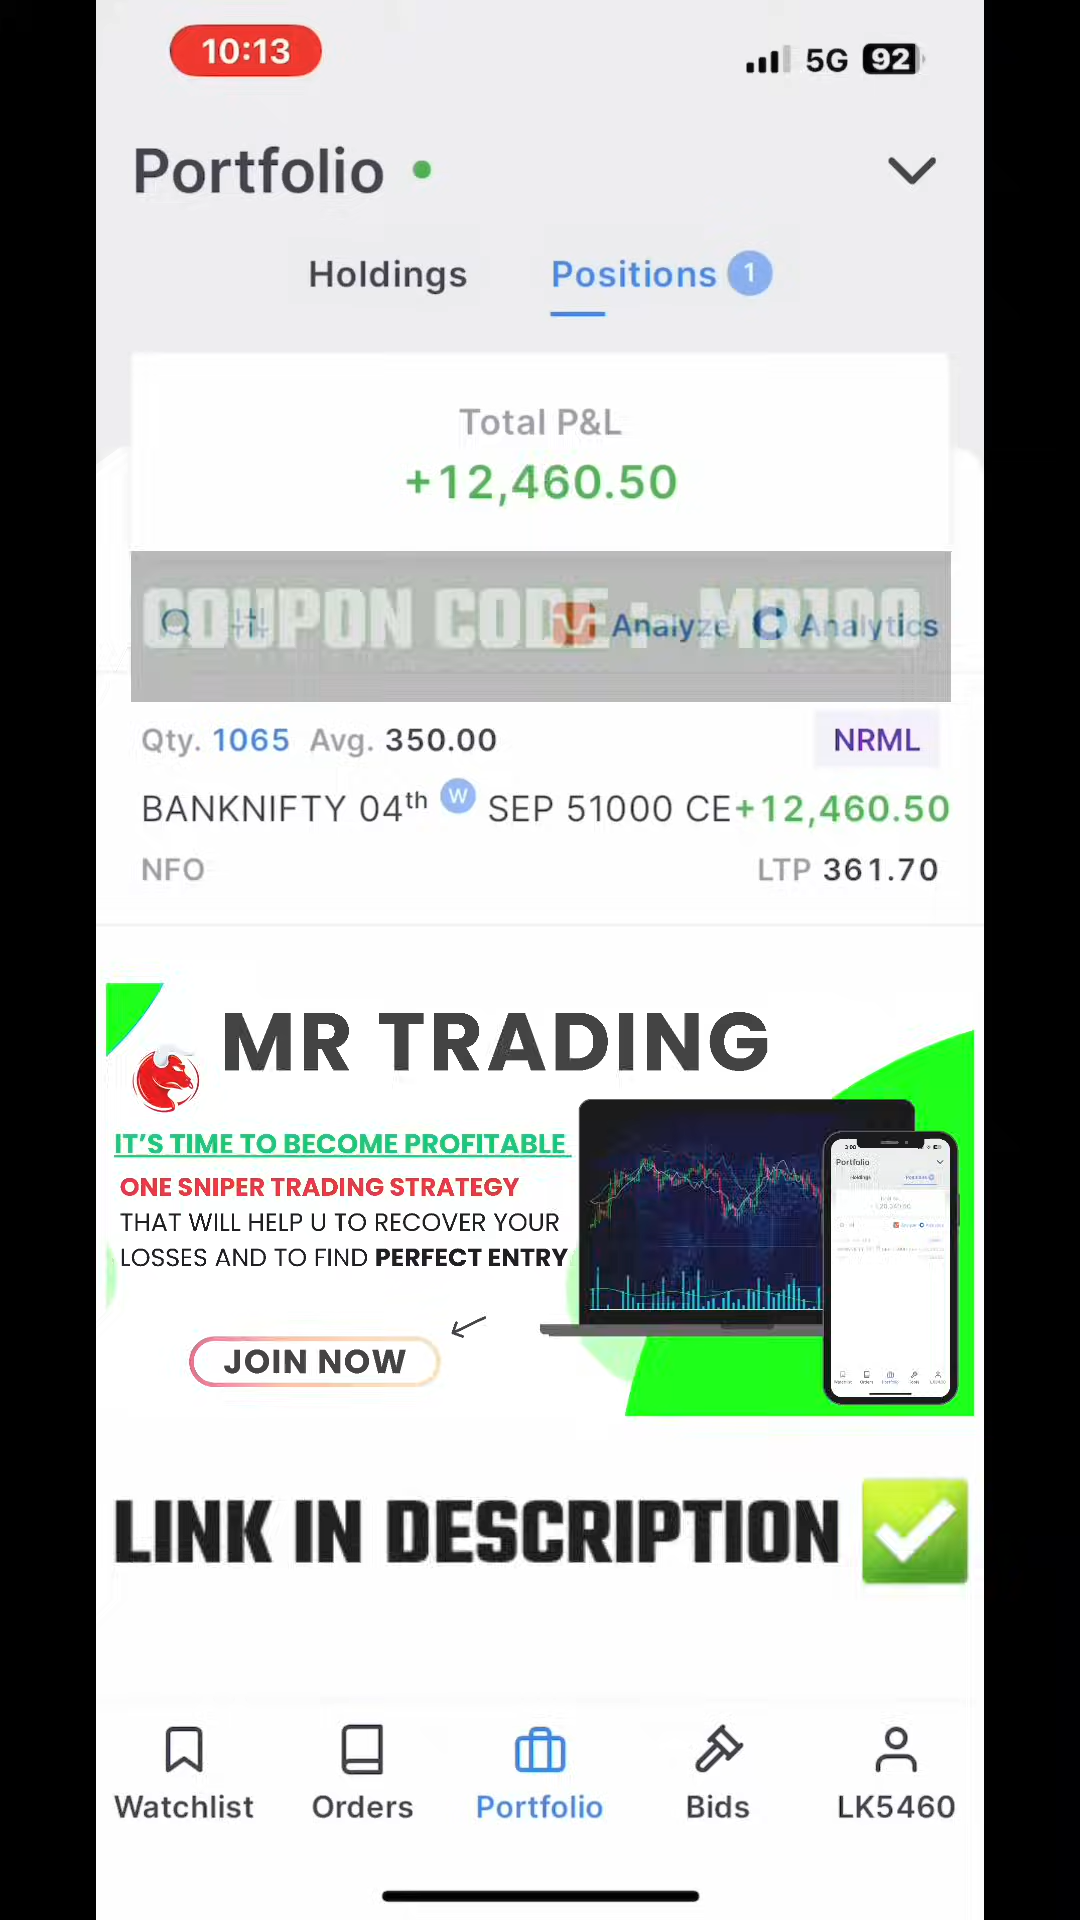 10:13
5G 92
Portfolio
Holdings Positions 1
Total P&L
+12,460.50
COUPON CODE : MR100
Analyze Analytics
Qty. 1065 Avg. 350.00 NRML
BANKNIFTY 04th W SEP 51000 CE +12,460.50
NFO LTP 361.70
MR TRADING
IT'S TIME TO BECOME PROFITABLE
ONE SNIPER TRADING STRATEGY
THAT WILL HELP U TO RECOVER YOUR
LOSSES AND TO FIND PERFECT ENTRY
JOIN NOW
Portfolio
Holdings
LINK IN DESCRIPTION
Watchlist Orders Portfolio Bids LK5460